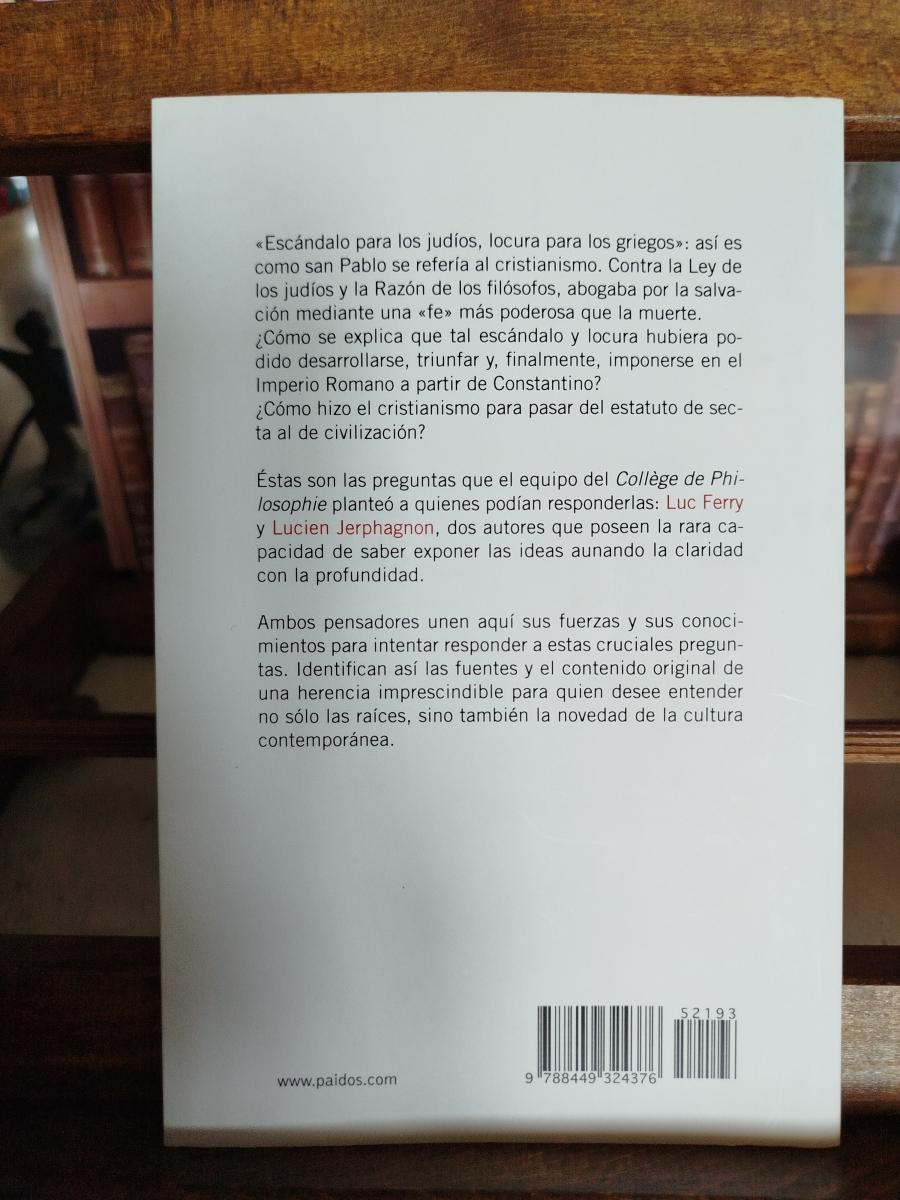 «Escándalo para los judíos, locura para los griegos»: así es
como san Pablo se refería al cristianismo. Contra la Ley de
los judíos y la Razón de los filósofos, abogaba por la salva-
ción mediante una «fe» más poderosa que la muerte.
¿Cómo se explica que tal escándalo y locura hubiera po-
dido desarrollarse, triunfar y, finalmente, imponerse en el
Imperio Romano a partir de Constantino?
¿Cómo hizo el cristianismo para pasar del estatuto de sec-
ta al de civilización?
Éstas son las preguntas que el equipo del Collège de Phi-
losophie planteó a quienes podían responderlas: Luc Ferry
y Lucien Jerphagnon, dos autores que poseen la rara ca-
pacidad de saber exponer las ideas aunando la claridad
con la profundidad.
Ambos pensadores unen aquí sus fuerzas y sus conoci-
mientos para intentar responder a estas cruciales pregun-
tas. Identifican así las fuentes y el contenido original de
una herencia imprescindible para quien desee entender
no sólo las raíces, sino también la novedad de la cultura
contemporánea.
52193
www.paidos.com
9 788449 324376